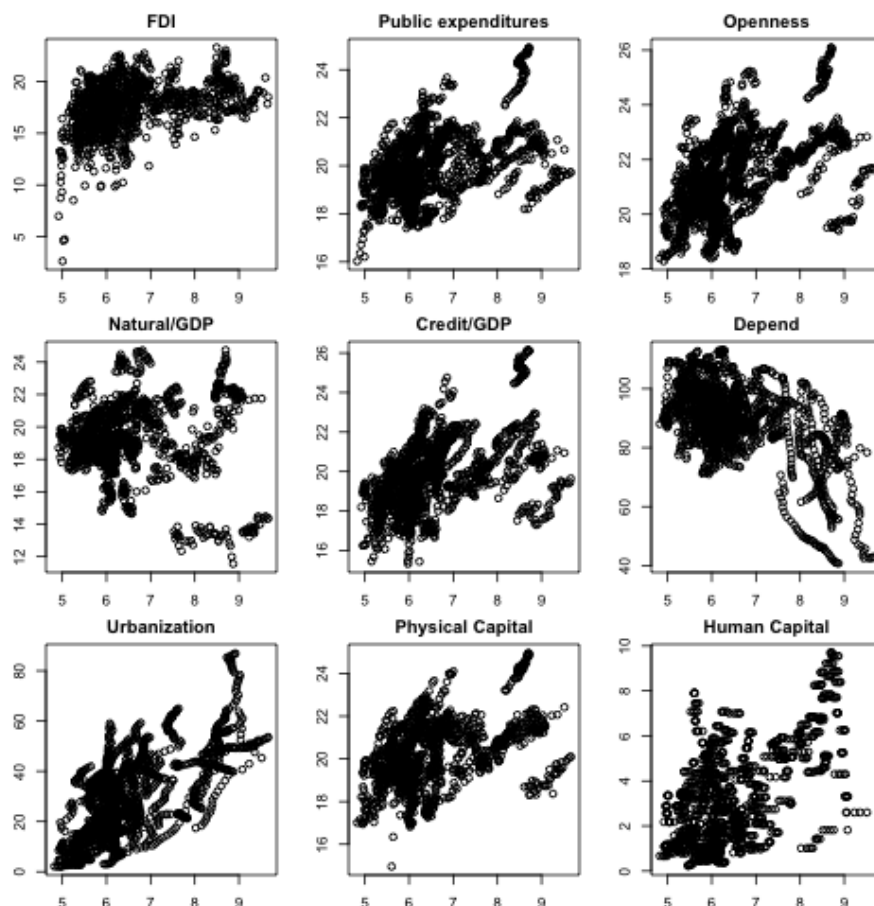 FDI
Public expenditures
Openness
5 10 15 20
5 6 7 8 9
16 18 20 22 24
5 6 7 8 9
18 20 22 24 26
5 6 7 8 9
Natural/GDP
Credit/GDP
Depend
12 14 16 18 20 22 24
5 6 7 8 9
16 18 20 22 24 26
5 6 7 8 9
40 60 80 100
5 6 7 8 9
Urbanization
Physical Capital
Human Capital
0 20 40 60 80
5 6 7 8 9
16 18 20 22 24
5 6 7 8 9
0 2 4 6 8 10
5 6 7 8 9